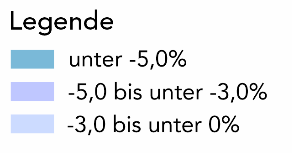 Legende
unter -5,0%
-5,0 bis unter -3,0%
-3,0 bis unter 0%